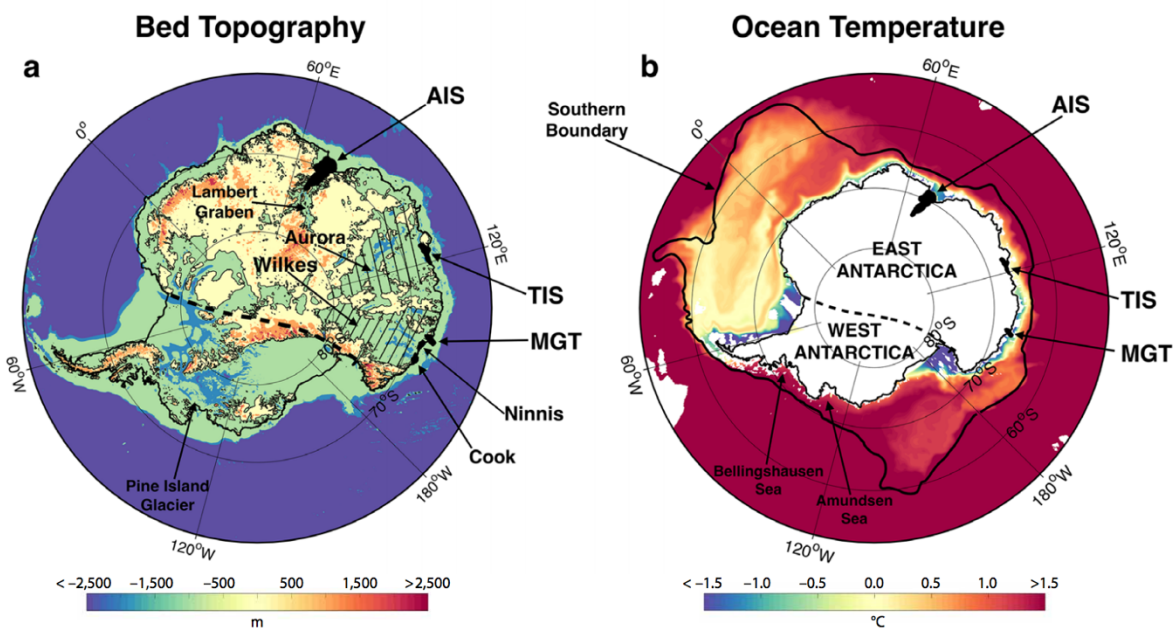 Bed Topography
a
60°E
AIS
0°
Lambert
Graben
Aurora
Wilkes
120°E
TIS
MGT
80°S
60°W
70°S
Ninnis
Cook
Pine Island
Glacier
180°W
120°W
< −2,500 −1,500 −500 500 1,500 >2,500
m
Ocean Temperature
b
60°E
Southern
Boundary
AIS
0°
EAST
ANTARCTICA
120°E
TIS
WEST
ANTARCTICA
80°S
MGT
60°W
70°S
60°S
Bellingshausen
Sea
Amundsen
Sea
180°W
120°W
< −1.5 −1.0 −0.5 0.0 0.5 1.0 >1.5
°C